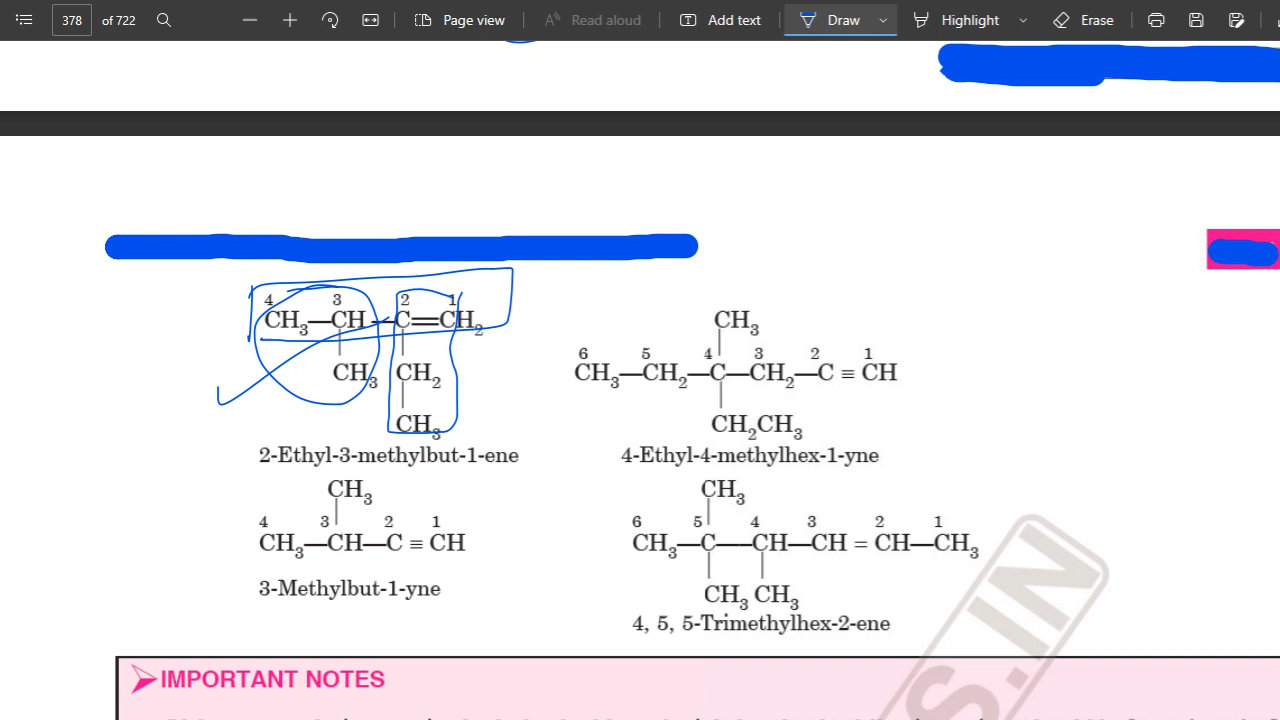 378 of 722 Page view Read aloud Add text Draw Highlight Erase
4 3 2 1
CH₃—CH—C=CH₂
CH₃ CH₂
CH₃
2-Ethyl-3-methylbut-1-ene
CH₃
6 5 4 3 2 1
CH₃—CH₂—C—CH₂—C≡CH
CH₂CH₃
4-Ethyl-4-methylhex-1-yne
CH₃
4 3 2 1
CH₃—CH—C≡CH
3-Methylbut-1-yne
CH₃
6 5 4 3 2 1
CH₃—C—CH—CH=CH—CH₃
CH₃ CH₃
4, 5, 5-Trimethylhex-2-ene
IMPORTANT NOTES
S.IN